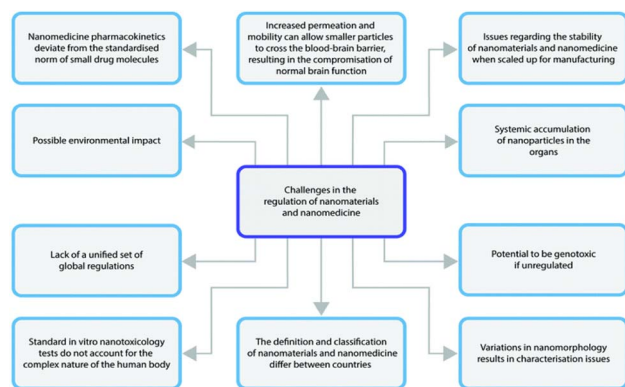 Nanomedicine pharmacokinetics
deviate from the standardised
norm of small drug molecules
Increased permeation and
mobility can allow smaller particles
to cross the blood-brain barrier,
resulting in the compromisation of
normal brain function
Issues regarding the stability
of nanomaterials and nanomedicine
when scaled up for manufacturing
Possible environmental impact
Systemic accumulation
of nanoparticles in the
organs
Challenges in the
regulation of nanomaterials
and nanomedicine
Lack of a unified set of
global regulations
Potential to be genotoxic
if unregulated
Standard in vitro nanotoxicology
tests do not account for the
complex nature of the human body
The definition and classification
of nanomaterials and nanomedicine
differ between countries
Variations in nanomorphology
results in characterisation issues